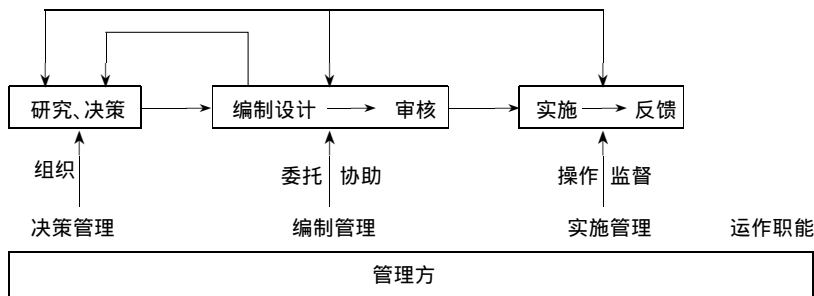 研究、决策 编制设计 审核 实施 反馈
组织 委托 协助 操作 监督
决策管理 编制管理 实施管理 运作职能
管理方